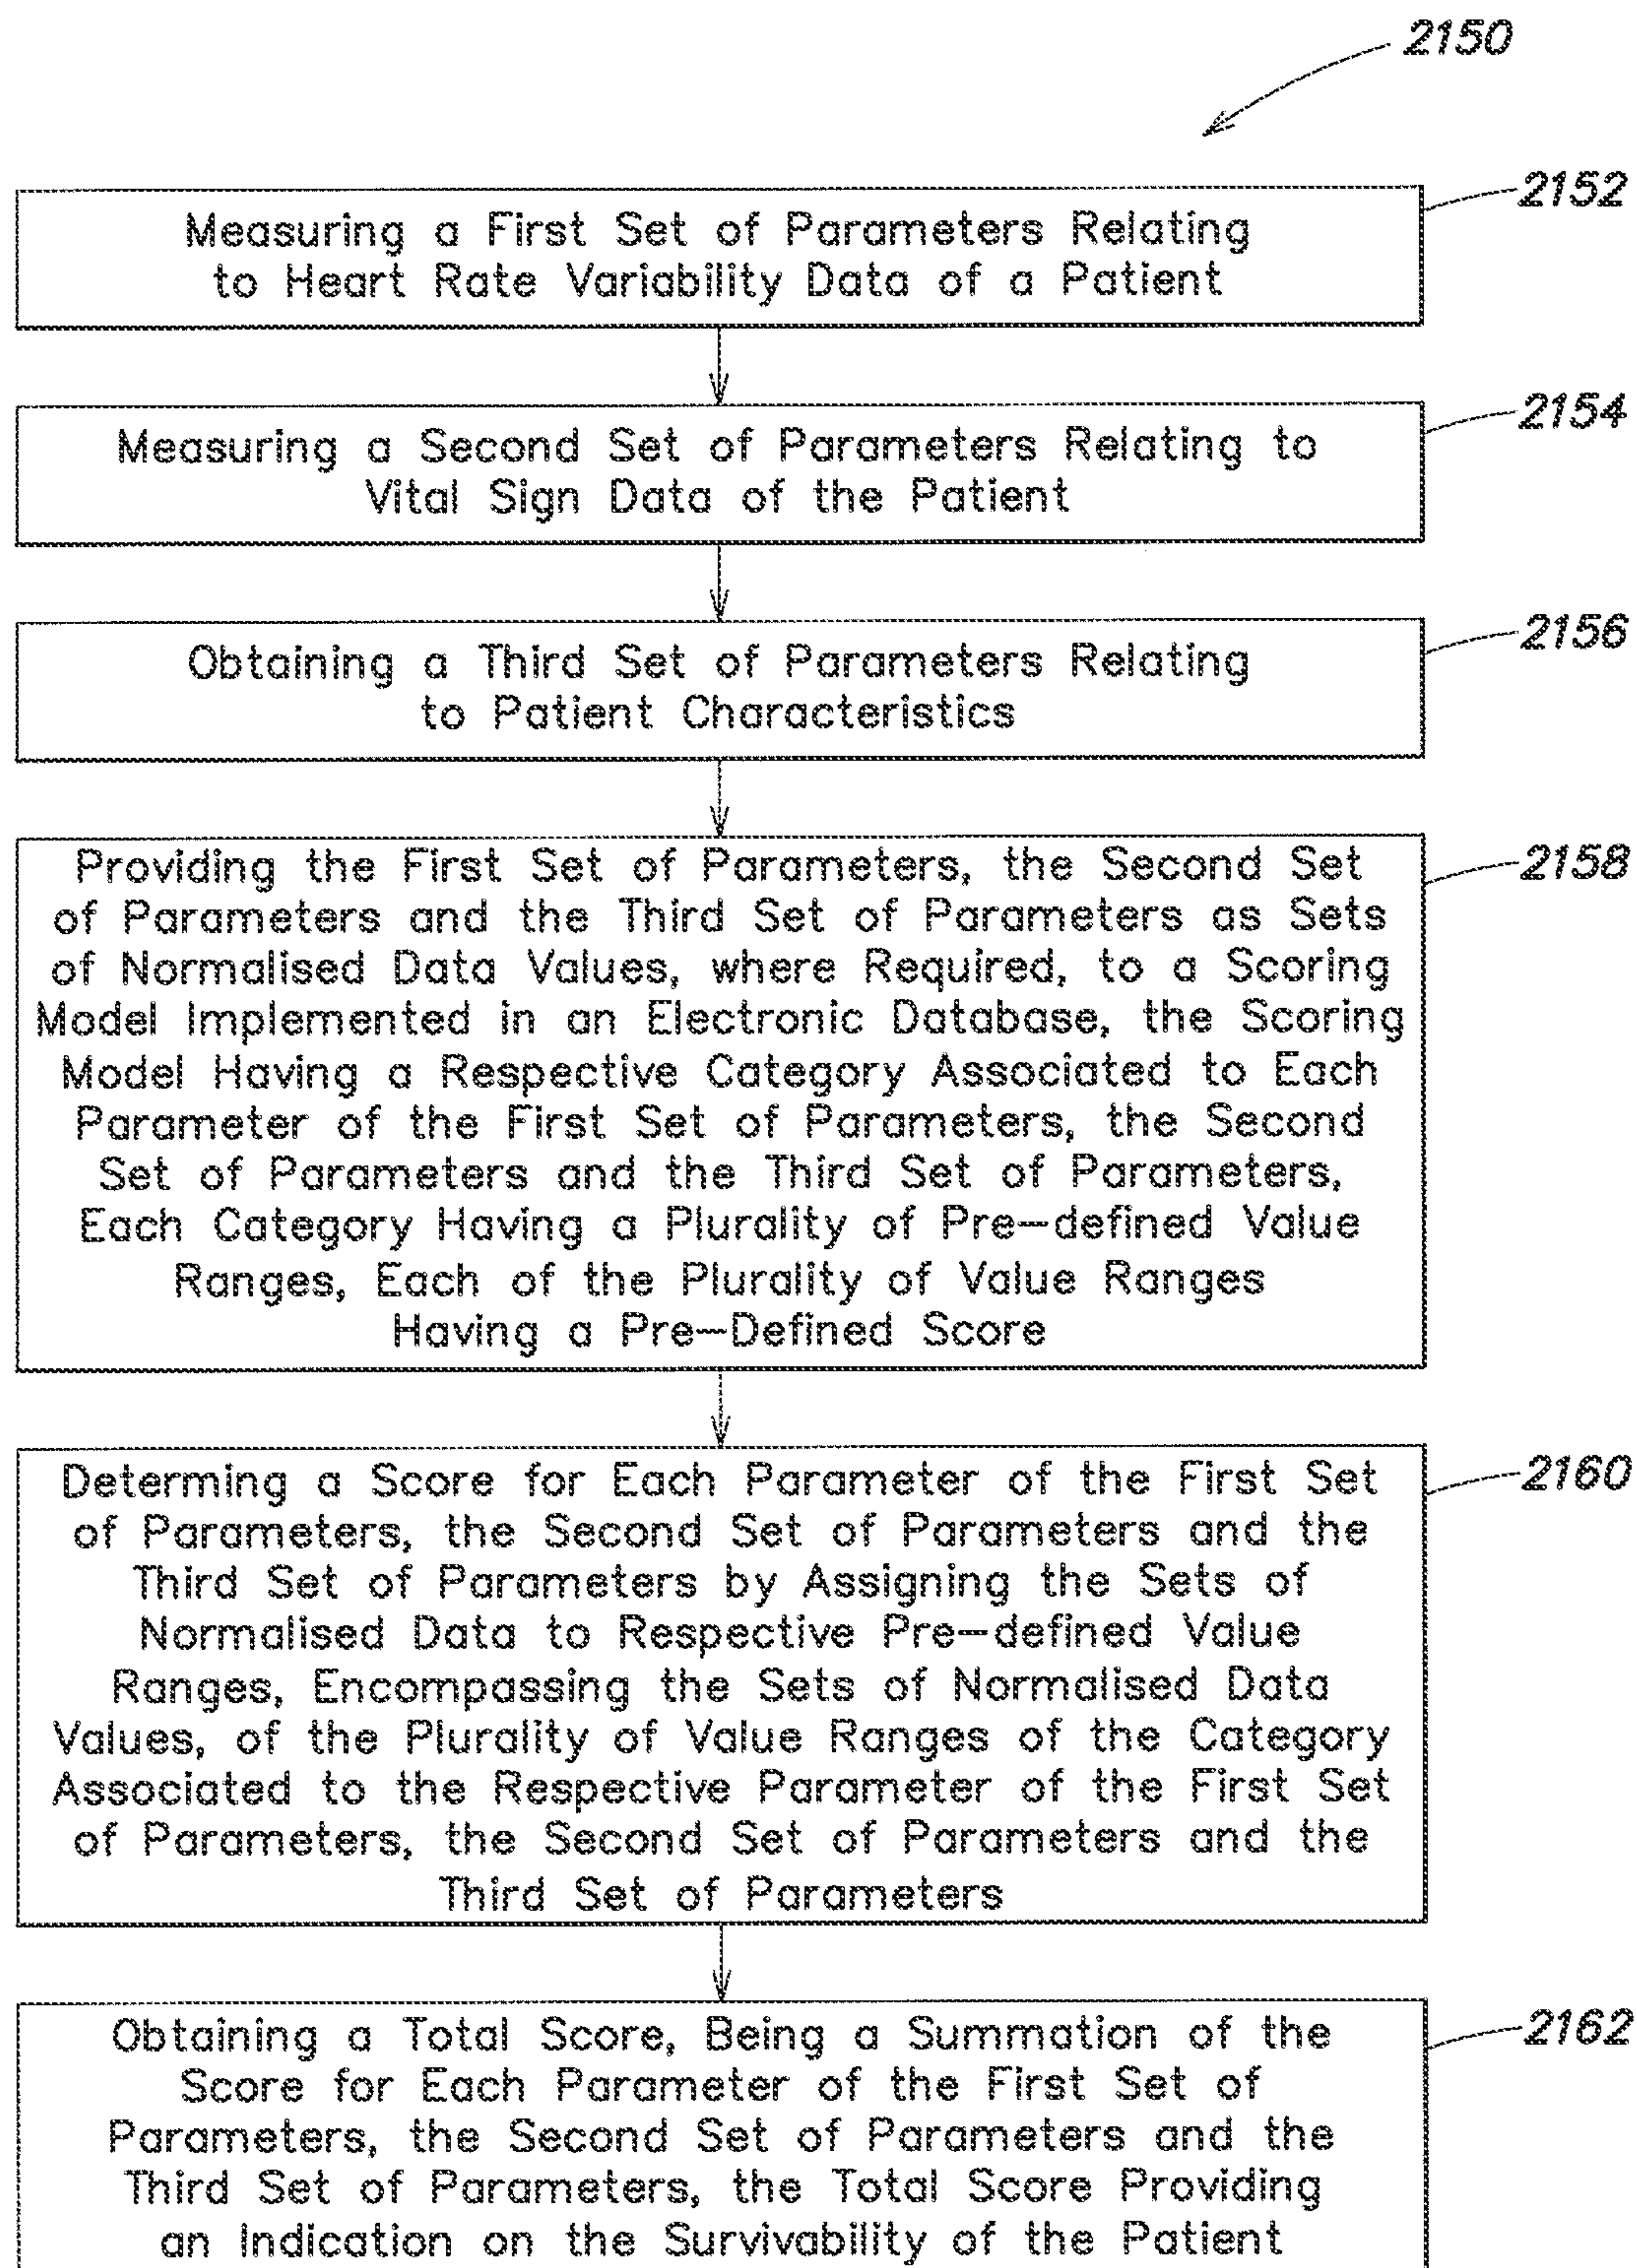 2150
2152
Measuring a First Set of Parameters Relating
to Heart Rate Variability Data of a Patient
2154
Measuring a Second Set of Parameters Relating to
Vital Sign Data of the Patient
2156
Obtaining a Third Set of Parameters Relating
to Patient Characteristics
2158
Providing the First Set of Parameters, the Second Set
of Parameters and the Third Set of Parameters as Sets
of Normalised Data Values, where Required, to a Scoring
Model Implemented in an Electronic Database, the Scoring
Model Having a Respective Category Associated to Each
Parameter of the First Set of Parameters, the Second
Set of Parameters and the Third Set of Parameters,
Each Category Having a Plurality of Pre-defined Value
Ranges, Each of the Plurality of Value Ranges
Having a Pre-Defined Score
2160
Determing a Score for Each Parameter of the First Set
of Parameters, the Second Set of Parameters and the
Third Set of Parameters by Assigning the Sets of
Normalised Data to Respective Pre-defined Value
Ranges, Encompassing the Sets of Normalised Data
Values, of the Plurality of Value Ranges of the Category
Associated to the Respective Parameter of the First Set
of Parameters, the Second Set of Parameters and the
Third Set of Parameters
2162
Obtaining a Total Score, Being a Summation of the
Score for Each Parameter of the First Set of
Parameters, the Second Set of Parameters and the
Third Set of Parameters, the Total Score Providing
an Indication on the Survivability of the Patient